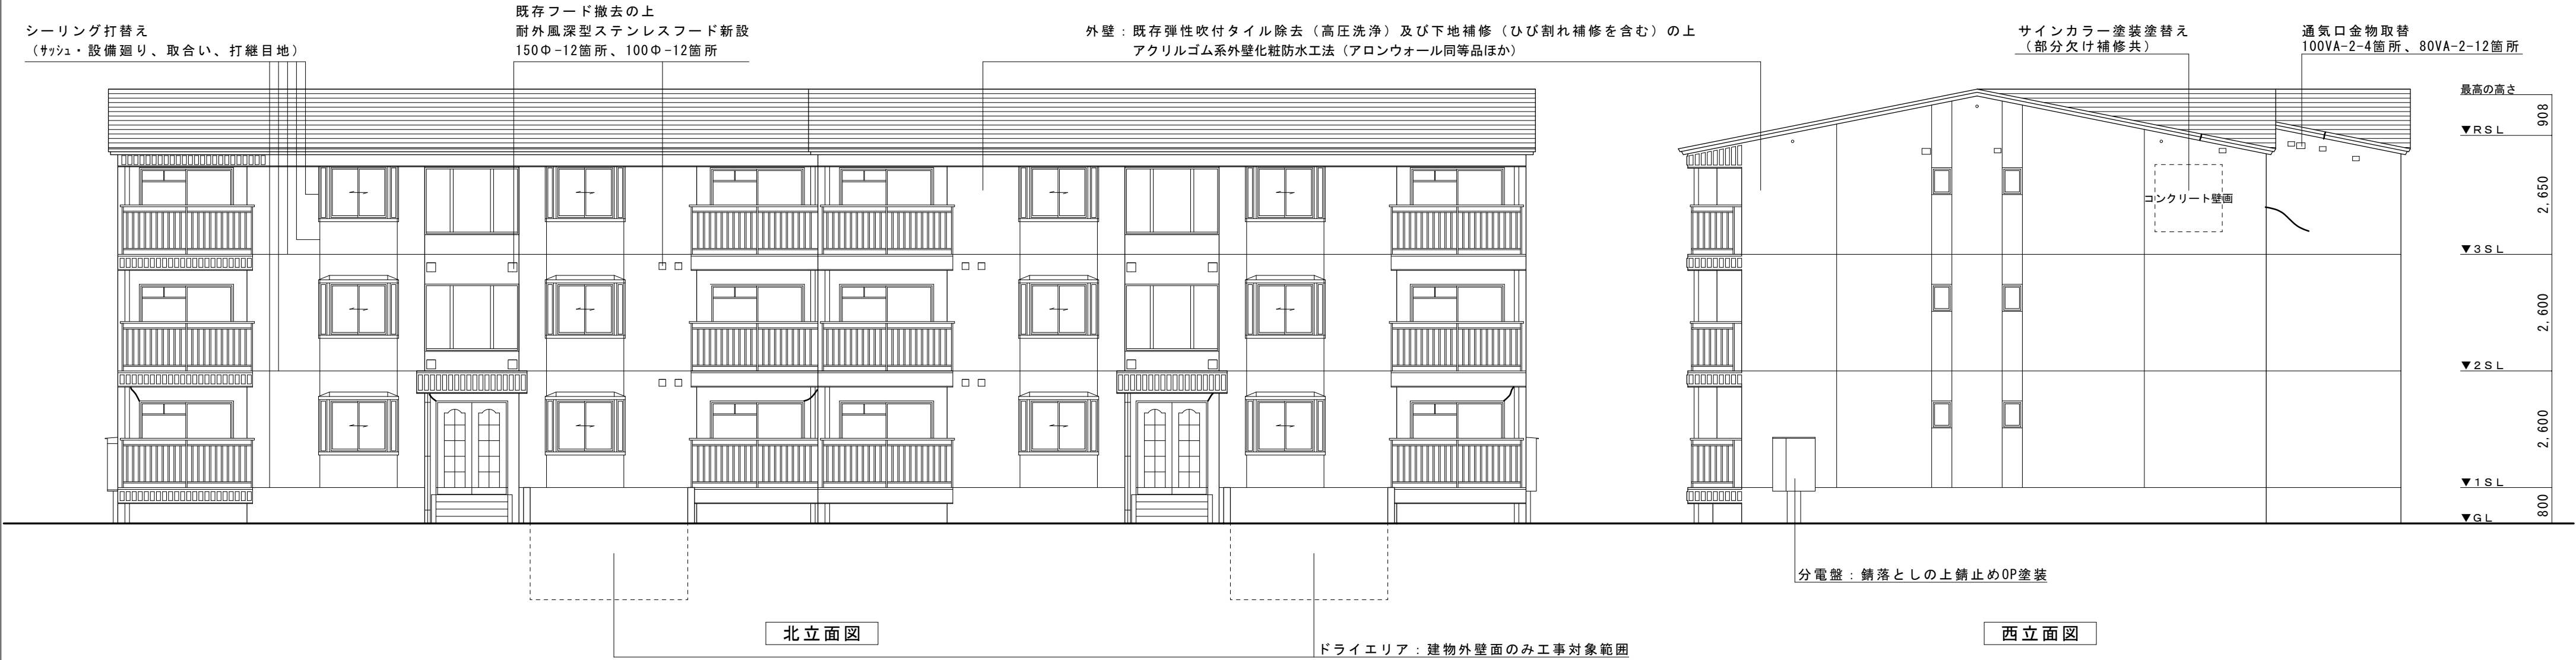 シーリング打替え
（ｻｯｼｭ・設備廻り、取合い、打継目地）
既存フード撤去の上
耐外風深型ステンレスフード新設
150Φ-12箇所、100Φ-12箇所
外壁：既存弾性吹付タイル除去（高圧洗浄）及び下地補修（ひび割れ補修を含む）の上
アクリルゴム系外壁化粧防水工法（アロンウォール同等品ほか）
サインカラー塗装塗替え
（部分欠け補修共）
通気口金物取替
100VA-2-4箇所、80VA-2-12箇所
最高の高さ
908
▼RSL
2,650
コンクリート壁画
▼3SL
2,600
▼2SL
2,600
▼1SL
800
▼GL
分電盤：錆落としの上錆止めOP塗装
北立面図
西立面図
ドライエリア：建物外壁面のみ工事対象範囲